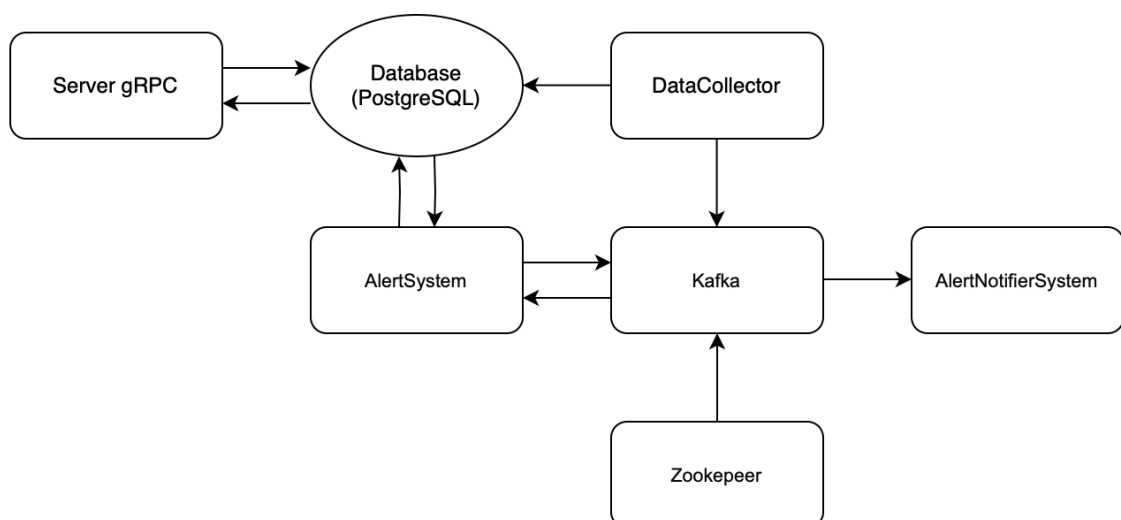 Server gRPC
Database
(PostgreSQL)
DataCollector
AlertSystem
Kafka
AlertNotifierSystem
Zookepeer